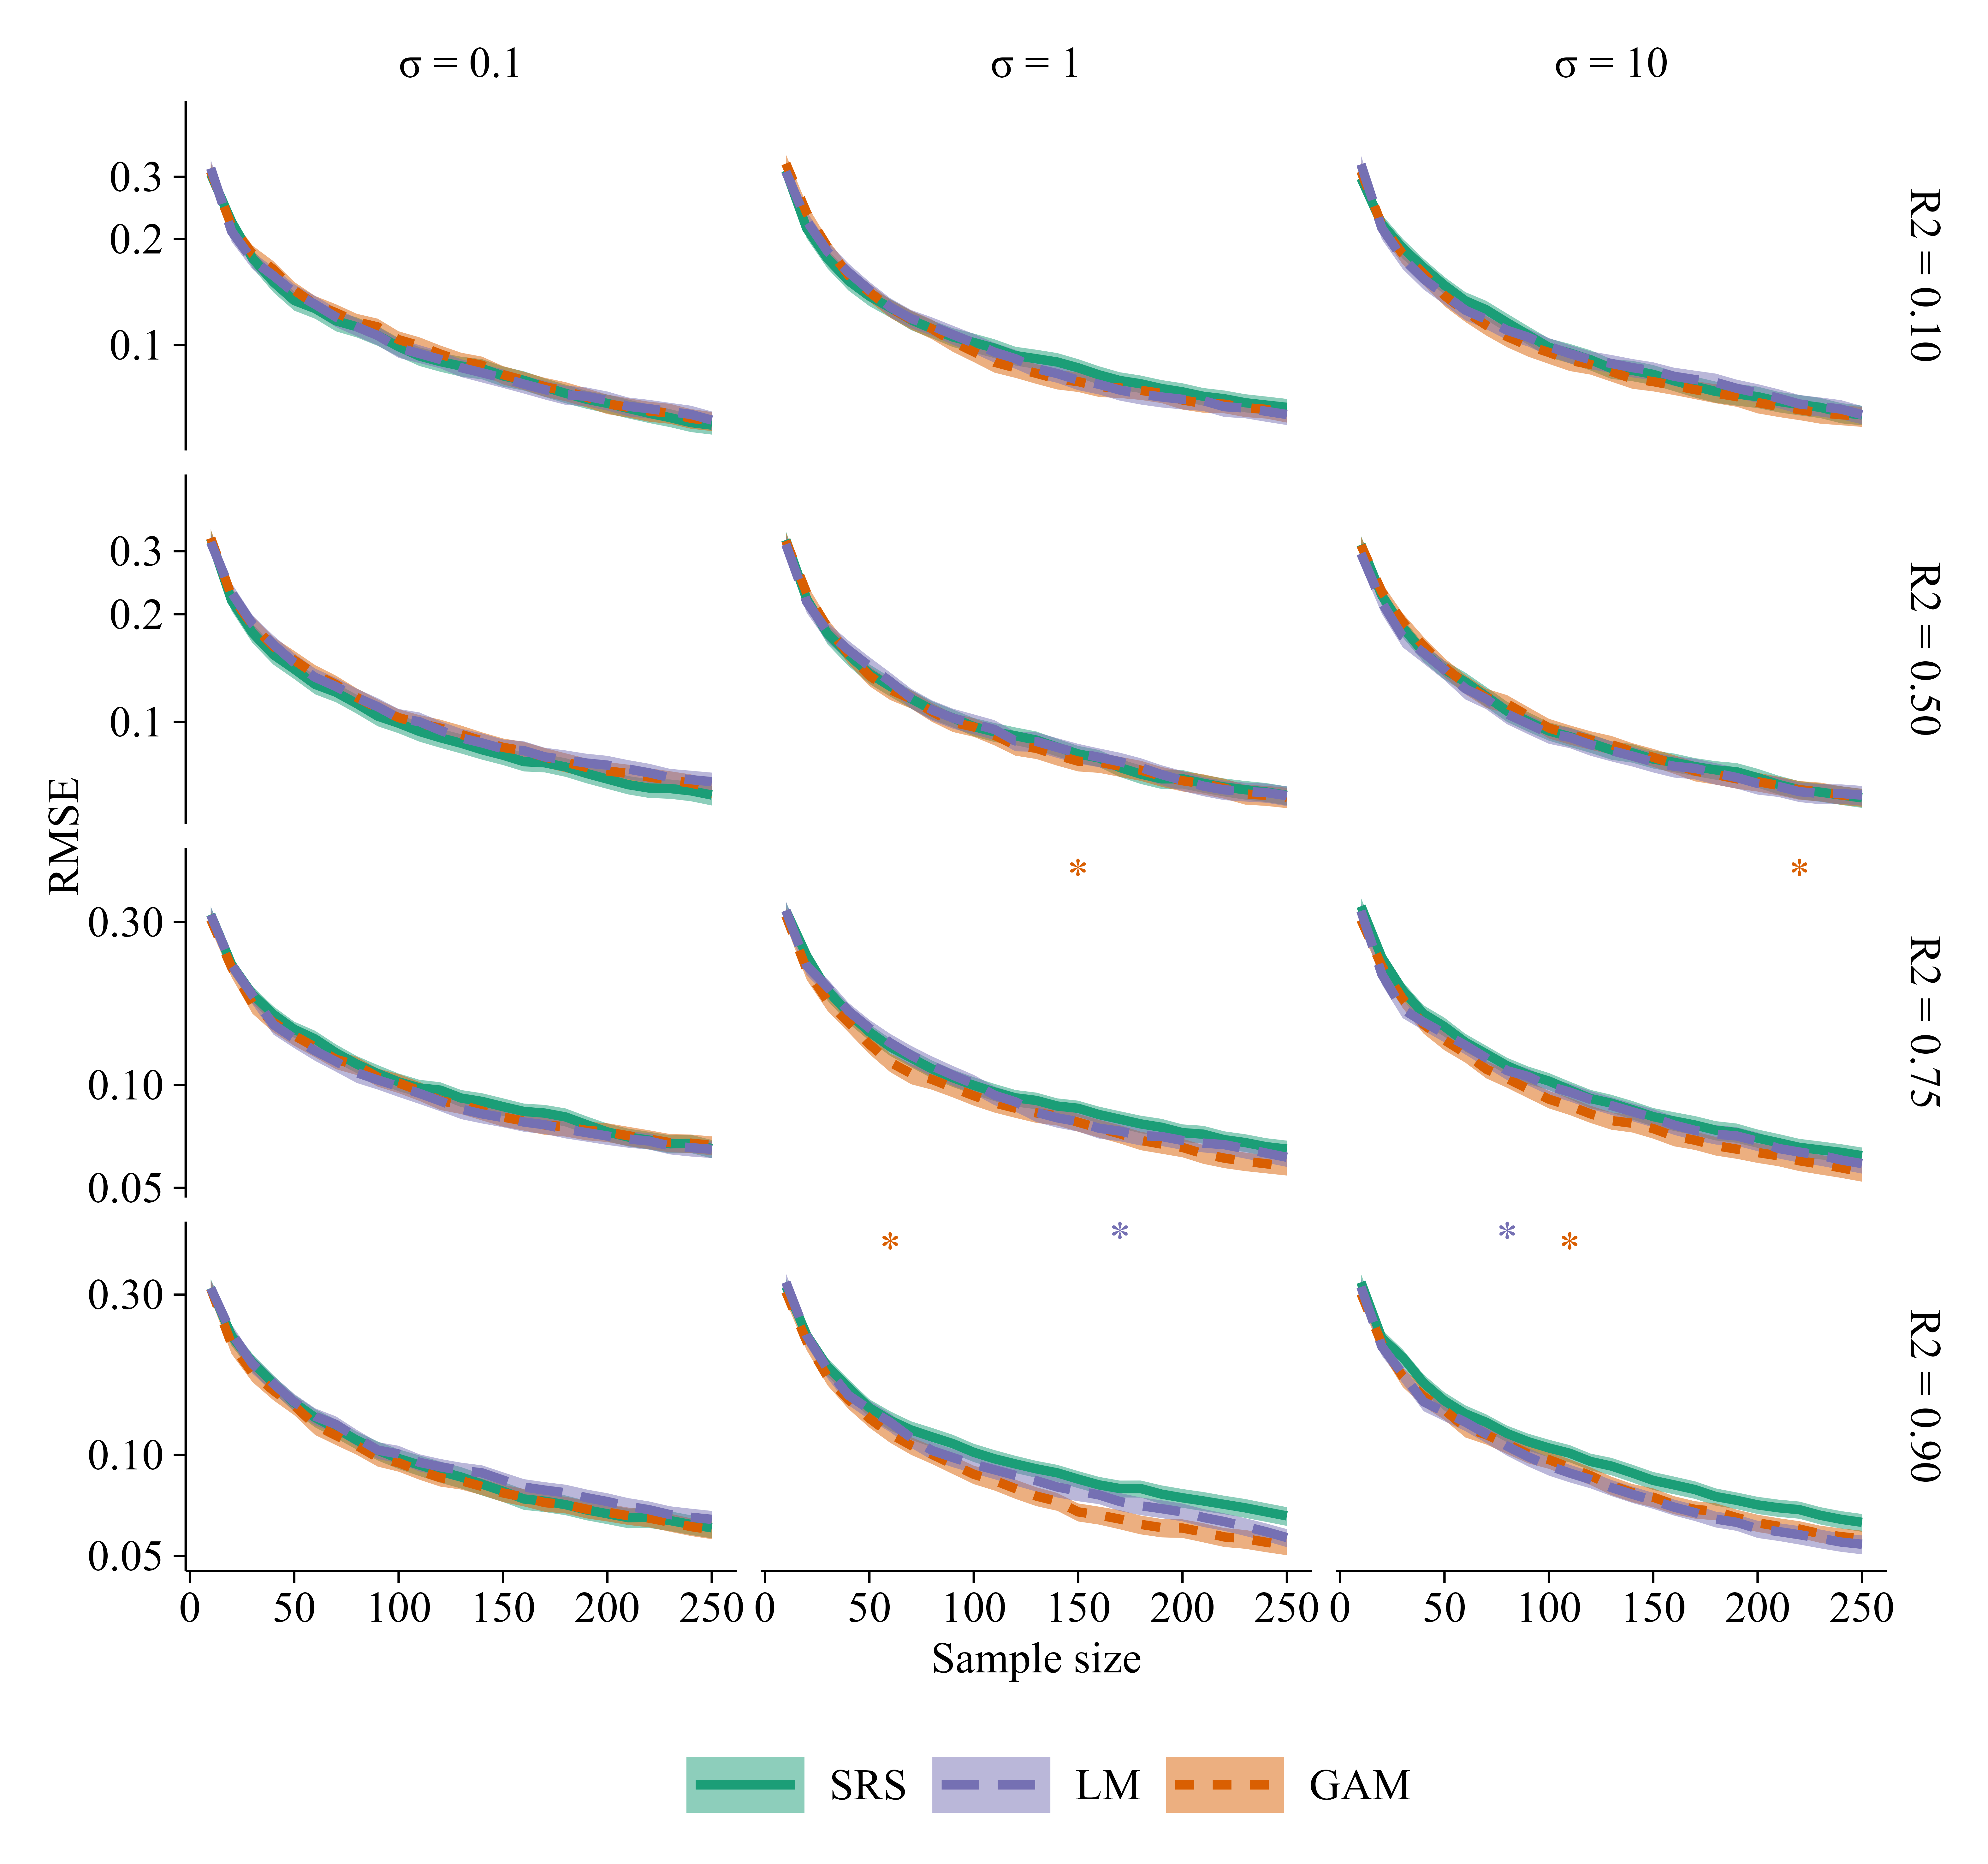 σ = 0.1 σ = 1 σ = 10
0.3
0.2
0.1
R2 = 0.10
0.3
0.2
0.1
R2 = 0.50
RMSE
* *
0.30
0.10
0.05
R2 = 0.75
* * * *
0.30
0.10
0.05
R2 = 0.90
0 50 100 150 200 250 0 50 100 150 200 250 0 50 100 150 200 250
Sample size
SRS LM GAM